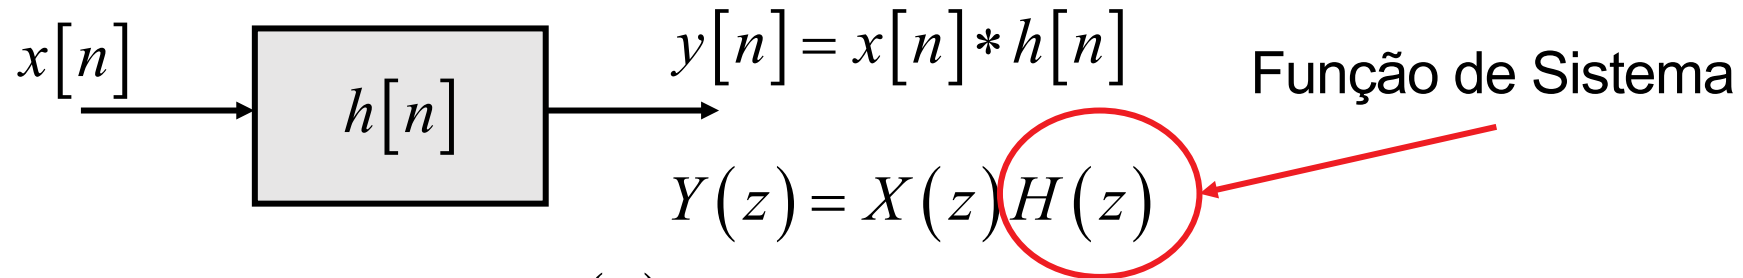 x[n]
h[n]
y[n] = x[n] * h[n]
Função de Sistema
Y(z) = X(z)H(z)